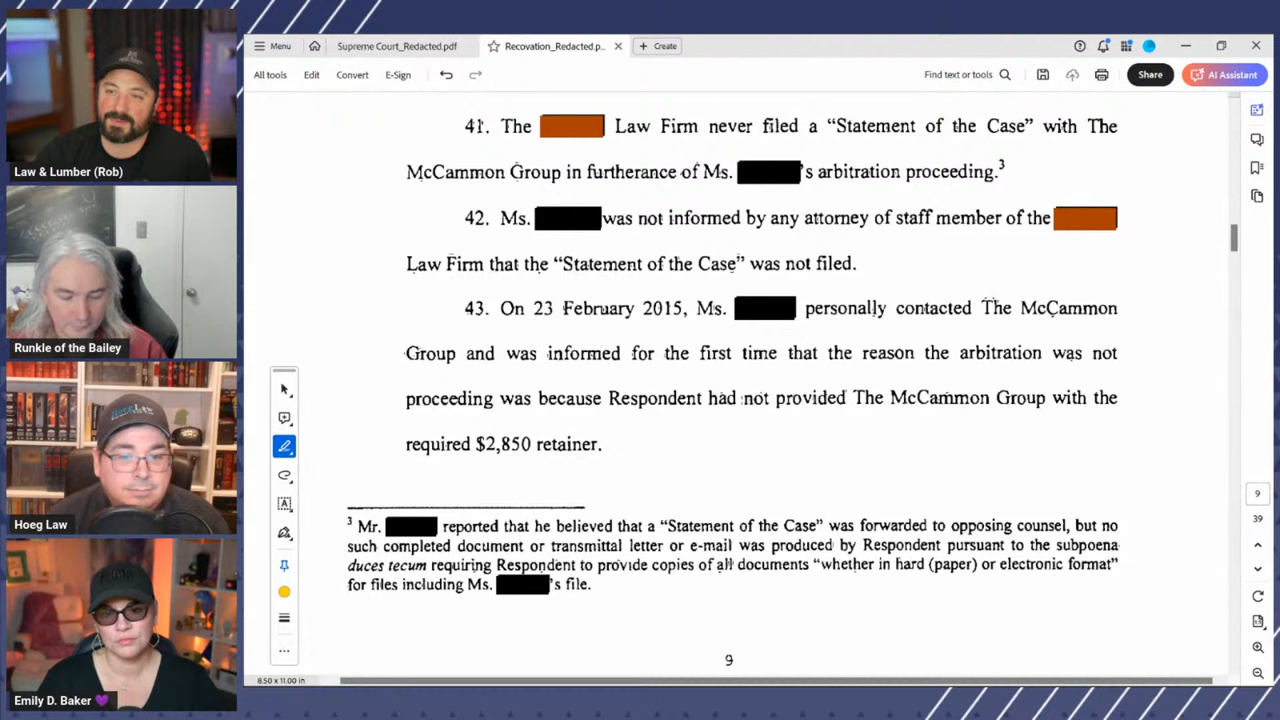 Menu
Supreme Court_Redacted.pdf
Recovation_Redacted.p..
Create
All tools
Edit
Convert
E-Sign
Find text or tools
Share
AI Assistant
41. The Law Firm never filed a “Statement of the Case” with The
McCammon Group in furtherance of Ms. 's arbitration proceeding.3
42. Ms. was not informed by any attorney of staff member of the
Law Firm that the “Statement of the Case” was not filed.
43. On 23 February 2015, Ms. personally contacted The McCammon
Group and was informed for the first time that the reason the arbitration was not
proceeding was because Respondent had not provided The McCammon Group with the
required $2,850 retainer.
3 Mr. reported that he believed that a “Statement of the Case” was forwarded to opposing counsel, but no
such completed document or transmittal letter or e-mail was produced by Respondent pursuant to the subpoena
duces tecum requiring Respondent to provide copies of all documents “whether in hard (paper) or electronic format”
for files including Ms. 's file.
9
8.50 x 11.00 in
9
39
Law & Lumber (Rob)
Runkle of the Bailey
Hoeg Law
Emily D. Baker 💜